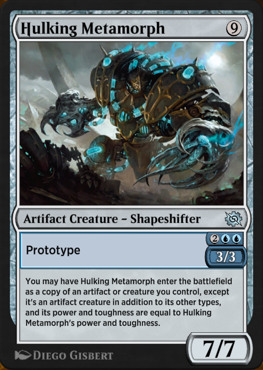 Hulking Metamorph 9
Artifact Creature – Shapeshifter
2
Prototype
3/3
You may have Hulking Metamorph enter the battlefield
as a copy of an artifact or creature you control, except
it's an artifact creature in addition to its other types,
and its power and toughness are equal to Hulking
Metamorph's power and toughness.
7/7
DIEGO GISBERT